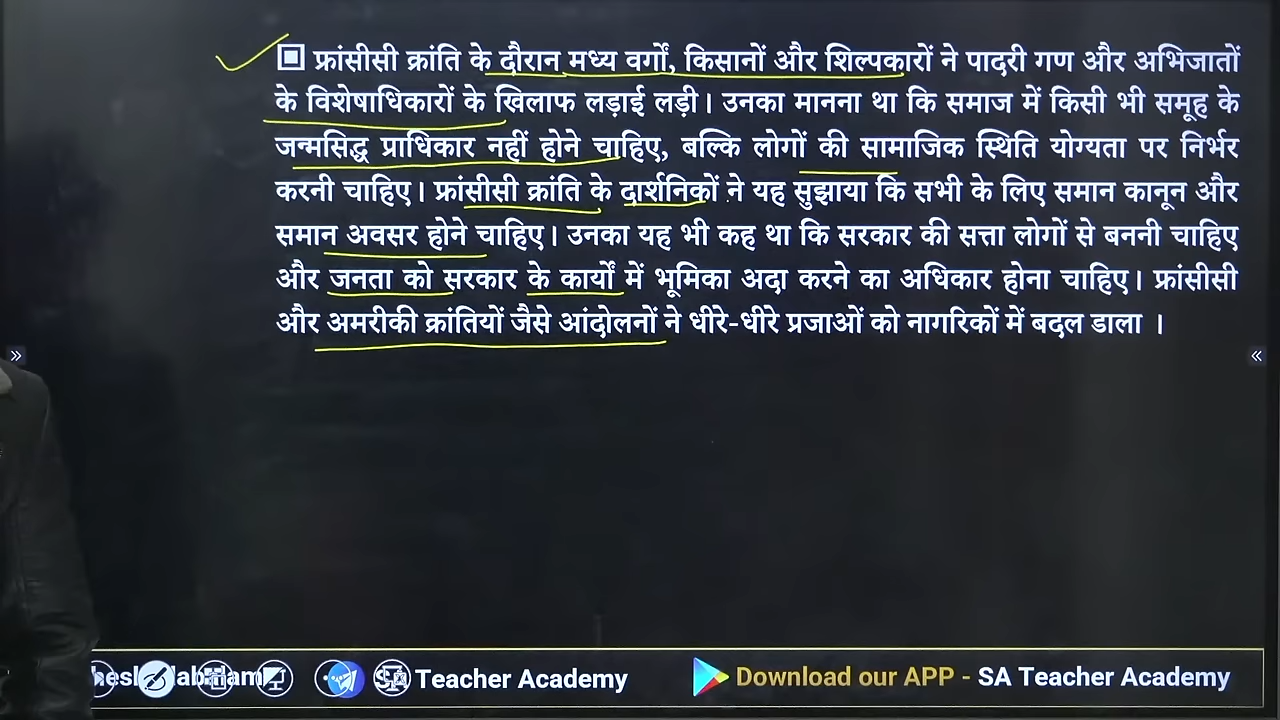 फ्रांसीसी क्रांति के दौरान मध्य वर्गों, किसानों और शिल्पकारों ने पादरी गण और अभिजातों
के विशेषाधिकारों के खिलाफ लड़ाई लड़ी। उनका मानना था कि समाज में किसी भी समूह के
जन्मसिद्ध प्राधिकार नहीं होने चाहिए, बल्कि लोगों की सामाजिक स्थिति योग्यता पर निर्भर
करनी चाहिए। फ्रांसीसी क्रांति के दार्शनिकों ने यह सुझाया कि सभी के लिए समान कानून और
समान अवसर होने चाहिए। उनका यह भी कह था कि सरकार की सत्ता लोगों से बननी चाहिए
और जनता को सरकार के कार्यों में भूमिका अदा करने का अधिकार होना चाहिए। फ्रांसीसी
और अमरीकी क्रांतियों जैसे आंदोलनों ने धीरे-धीरे प्रजाओं को नागरिकों में बदल डाला ।
Teacher Academy
Download our APP - SA Teacher Academy